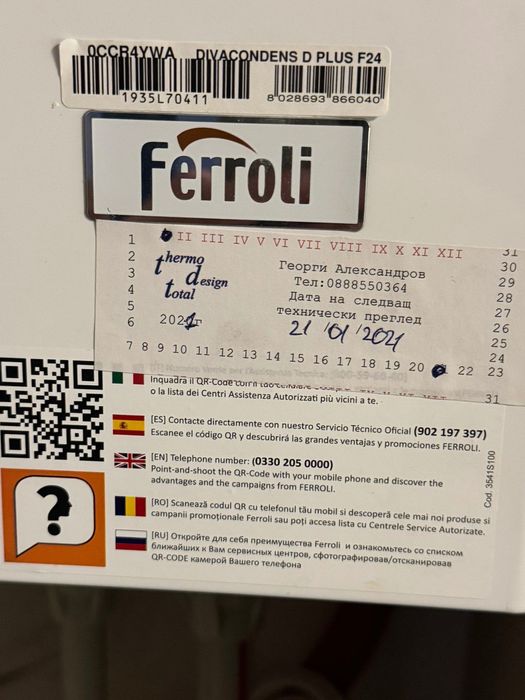 0CCR4YWA DIVACONDENS D PLUS F24
1935L70411
8 028693 866040
Ferroli
1 II III IV V VI VII VIII IX X XI XII 31
2 30
3 29
4 28
5 27
6 26
25
24
thermo
design
total
2021г
Георги Александров
Тел:0888550364
Дата на следващ
технически преглед
21/01/2021
7 8 9 10 11 12 13 14 15 16 17 18 19 20 22 23
31
Inquadra il QR-Code
o la lista dei Centri Assistenza Autorizzati più vicini a te.
[ES] Contacte directamente con nuestro Servicio Técnico Oficial (902 197 397)
Escanee el código QR y descubrirá las grandes ventajas y promociones FERROLI.
[EN] Telephone number: (0330 205 0000)
Point-and-shoot the QR-Code with your mobile phone and discover the
advantages and the campaigns from FERROLI.
[RO] Scanează codul QR cu telefonul tău mobil si descoperă cele mai noi produse si
campanii promoționale Ferroli sau poți accesa lista cu Centrele Service Autorizate.
[RU] Откройте для себя преимущества Ferroli и ознакомьтесь со списком
ближайших к Вам сервисных центров, сфотографировав/отсканировав
QR-CODE камерой Вашего телефона
Cod. 3541S100